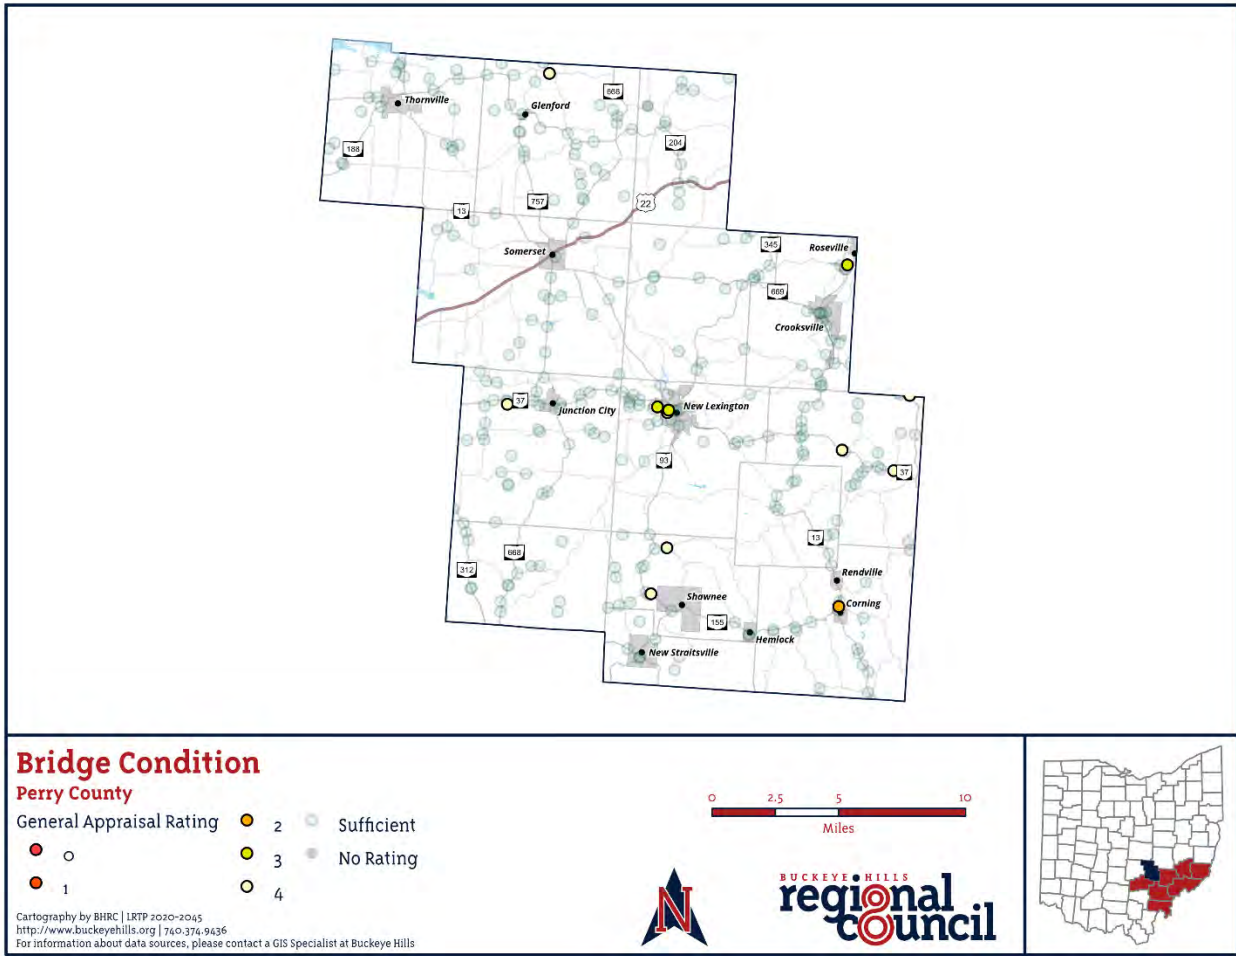 Thornville
Glenford
668
188
204
757
13
22
Somerset
345
Roseville
669
Crooksville
37
Junction City
New Lexington
93
37
13
668
312
Rendville
Shawnee
Corning
155
Hemlock
New Straitsville
Bridge Condition
Perry County
General Appraisal Rating
0
1
2
3
4
Sufficient
No Rating
Cartography by BHRC | LRTP 2020-2045
http://www.buckeyehills.org | 740.374.9436
For information about data sources, please contact a GIS Specialist at Buckeye Hills
0 2.5 5 10
Miles
N
BUCKEYE HILLS
regional
council